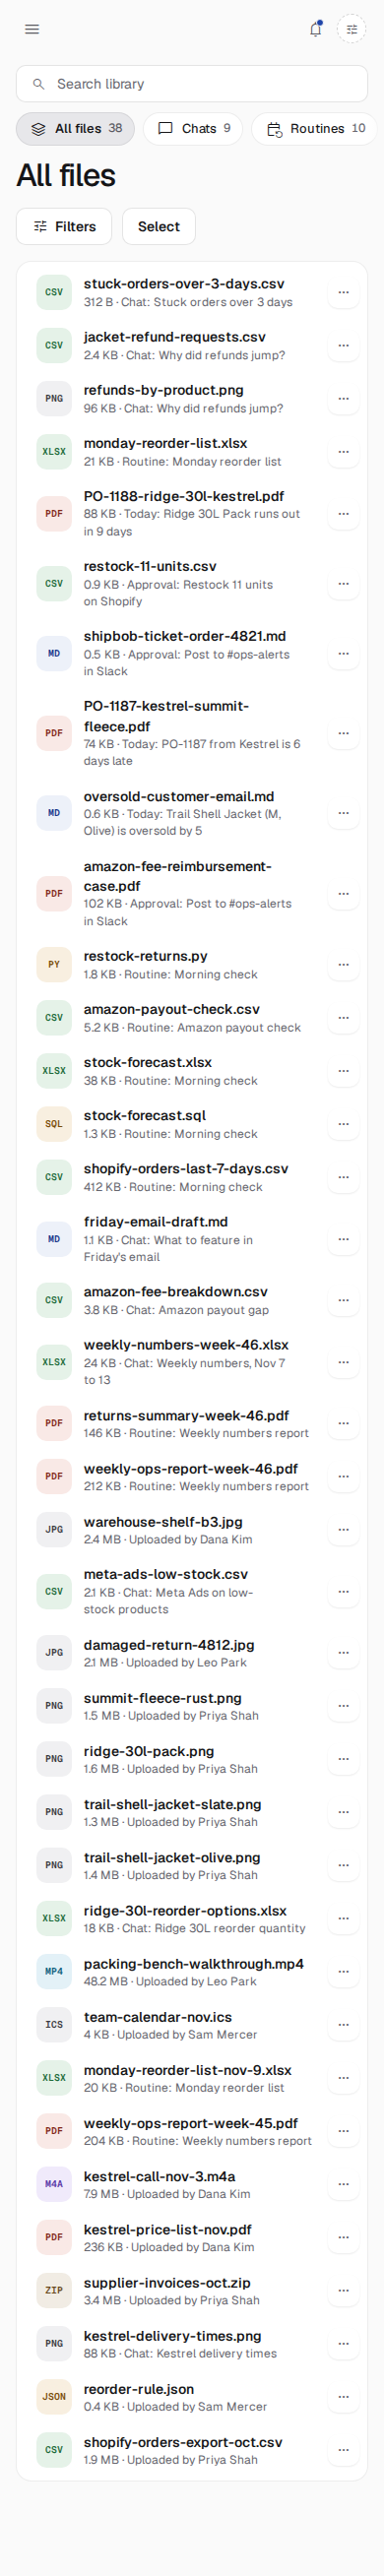 Search library
All files 38
Chats 9
Routines 10
All files
Filters
Select
CSV
stuck-orders-over-3-days.csv
312 B · Chat: Stuck orders over 3 days
CSV
jacket-refund-requests.csv
2.4 KB · Chat: Why did refunds jump?
PNG
refunds-by-product.png
96 KB · Chat: Why did refunds jump?
XLSX
monday-reorder-list.xlsx
21 KB · Routine: Monday reorder list
PDF
PO-1188-ridge-30l-kestrel.pdf
88 KB · Today: Ridge 30L Pack runs out
in 9 days
CSV
restock-11-units.csv
0.9 KB · Approval: Restock 11 units
on Shopify
MD
shipbob-ticket-order-4821.md
0.5 KB · Approval: Post to #ops-alerts
in Slack
PDF
PO-1187-kestrel-summit-
fleece.pdf
74 KB · Today: PO-1187 from Kestrel is 6
days late
MD
oversold-customer-email.md
0.6 KB · Today: Trail Shell Jacket (M,
Olive) is oversold by 5
PDF
amazon-fee-reimbursement-
case.pdf
102 KB · Approval: Post to #ops-alerts
in Slack
PY
restock-returns.py
1.8 KB · Routine: Morning check
CSV
amazon-payout-check.csv
5.2 KB · Routine: Amazon payout check
XLSX
stock-forecast.xlsx
38 KB · Routine: Morning check
SQL
stock-forecast.sql
1.3 KB · Routine: Morning check
CSV
shopify-orders-last-7-days.csv
412 KB · Routine: Morning check
MD
friday-email-draft.md
1.1 KB · Chat: What to feature in
Friday's email
CSV
amazon-fee-breakdown.csv
3.8 KB · Chat: Amazon payout gap
XLSX
weekly-numbers-week-46.xlsx
24 KB · Chat: Weekly numbers, Nov 7
to 13
PDF
returns-summary-week-46.pdf
146 KB · Routine: Weekly numbers report
PDF
weekly-ops-report-week-46.pdf
212 KB · Routine: Weekly numbers report
JPG
warehouse-shelf-b3.jpg
2.4 MB · Uploaded by Dana Kim
CSV
meta-ads-low-stock.csv
2.1 KB · Chat: Meta Ads on low-
stock products
JPG
damaged-return-4812.jpg
2.1 MB · Uploaded by Leo Park
PNG
summit-fleece-rust.png
1.5 MB · Uploaded by Priya Shah
PNG
ridge-30l-pack.png
1.6 MB · Uploaded by Priya Shah
PNG
trail-shell-jacket-slate.png
1.3 MB · Uploaded by Priya Shah
PNG
trail-shell-jacket-olive.png
1.4 MB · Uploaded by Priya Shah
XLSX
ridge-30l-reorder-options.xlsx
18 KB · Chat: Ridge 30L reorder quantity
MP4
packing-bench-walkthrough.mp4
48.2 MB · Uploaded by Leo Park
ICS
team-calendar-nov.ics
4 KB · Uploaded by Sam Mercer
XLSX
monday-reorder-list-nov-9.xlsx
20 KB · Routine: Monday reorder list
PDF
weekly-ops-report-week-45.pdf
204 KB · Routine: Weekly numbers report
M4A
kestrel-call-nov-3.m4a
7.9 MB · Uploaded by Dana Kim
PDF
kestrel-price-list-nov.pdf
236 KB · Uploaded by Dana Kim
ZIP
supplier-invoices-oct.zip
3.4 MB · Uploaded by Priya Shah
PNG
kestrel-delivery-times.png
88 KB · Chat: Kestrel delivery times
JSON
reorder-rule.json
0.4 KB · Uploaded by Sam Mercer
CSV
shopify-orders-export-oct.csv
1.9 MB · Uploaded by Priya Shah